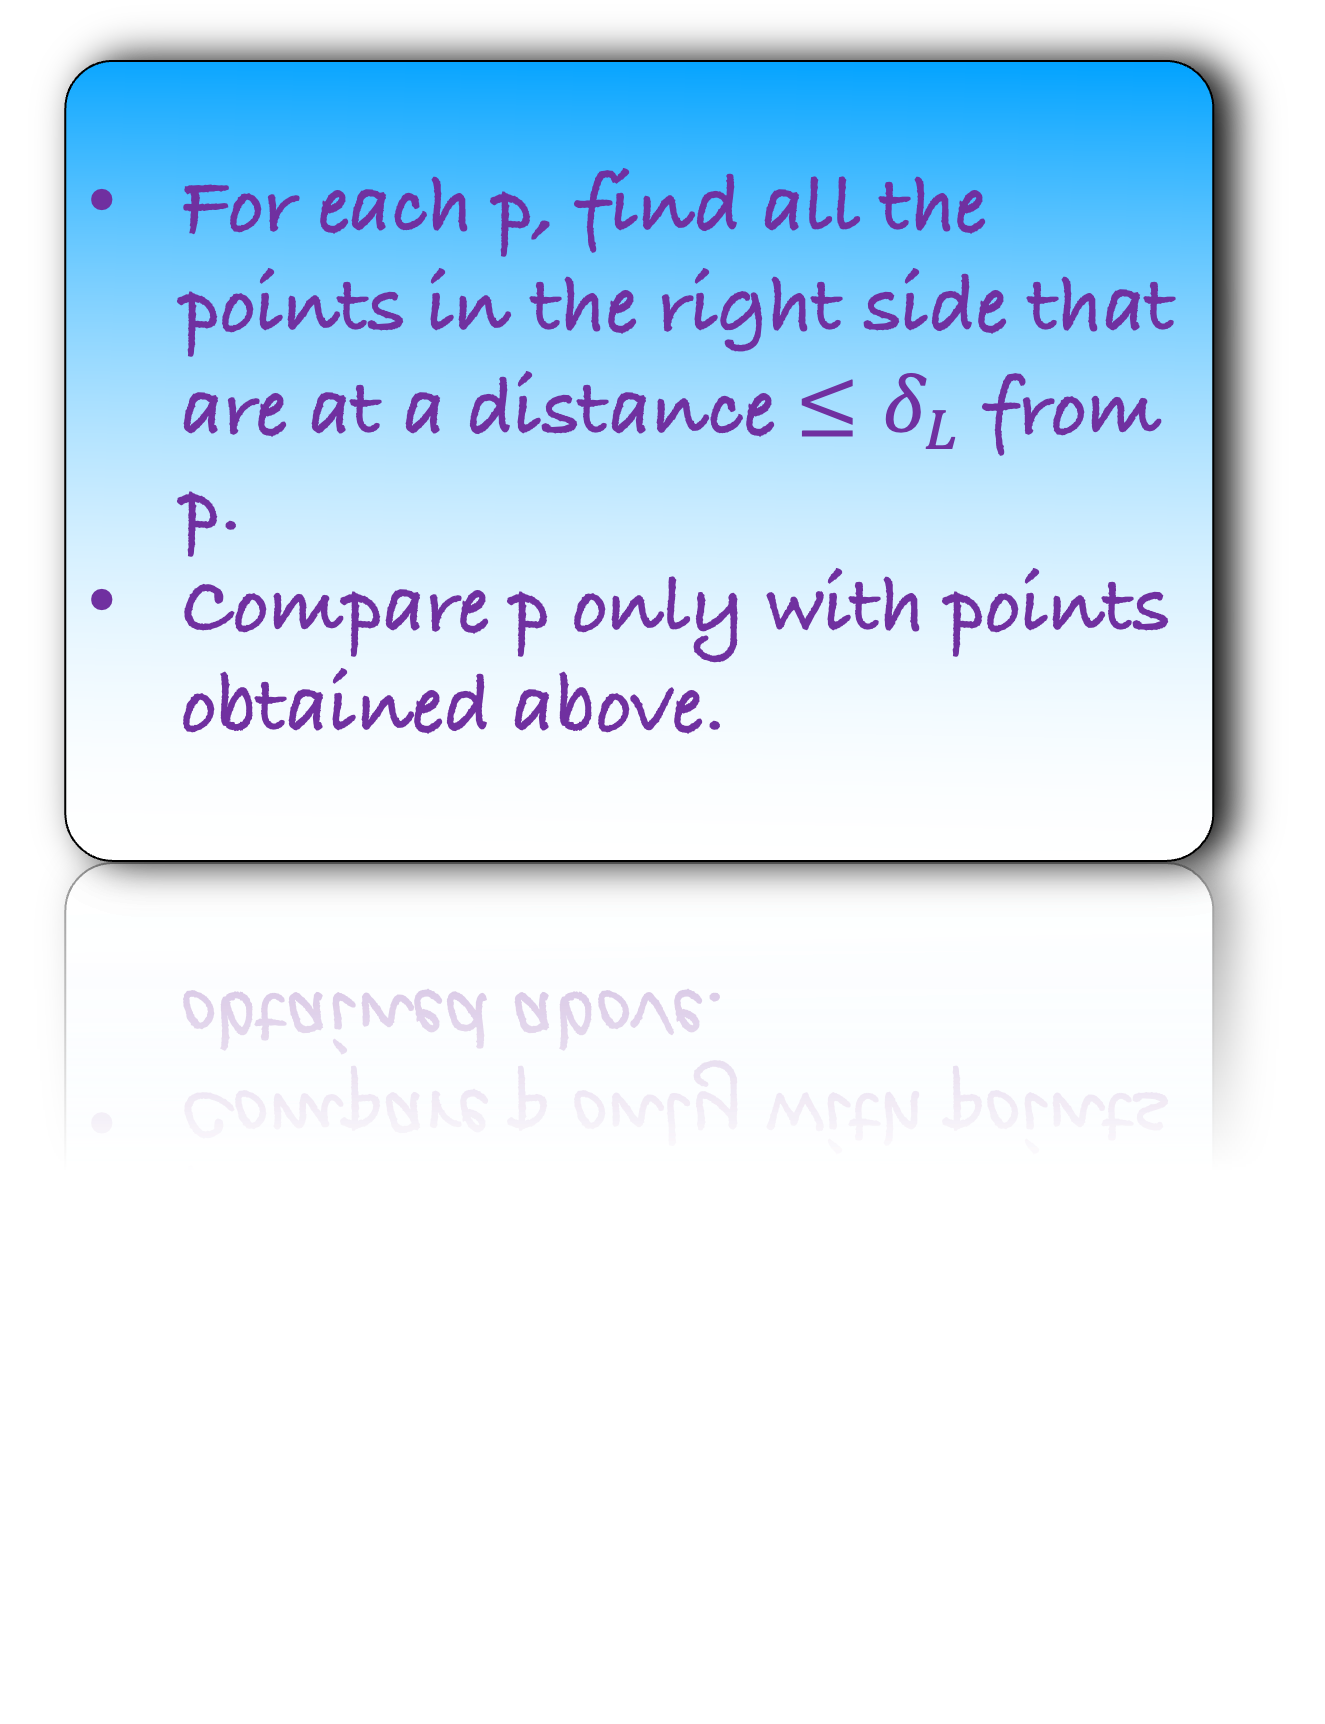 • For each p, find all the
points in the right side that
are at a distance ≤ δ_L from
p.
• Compare p only with points
obtained above.